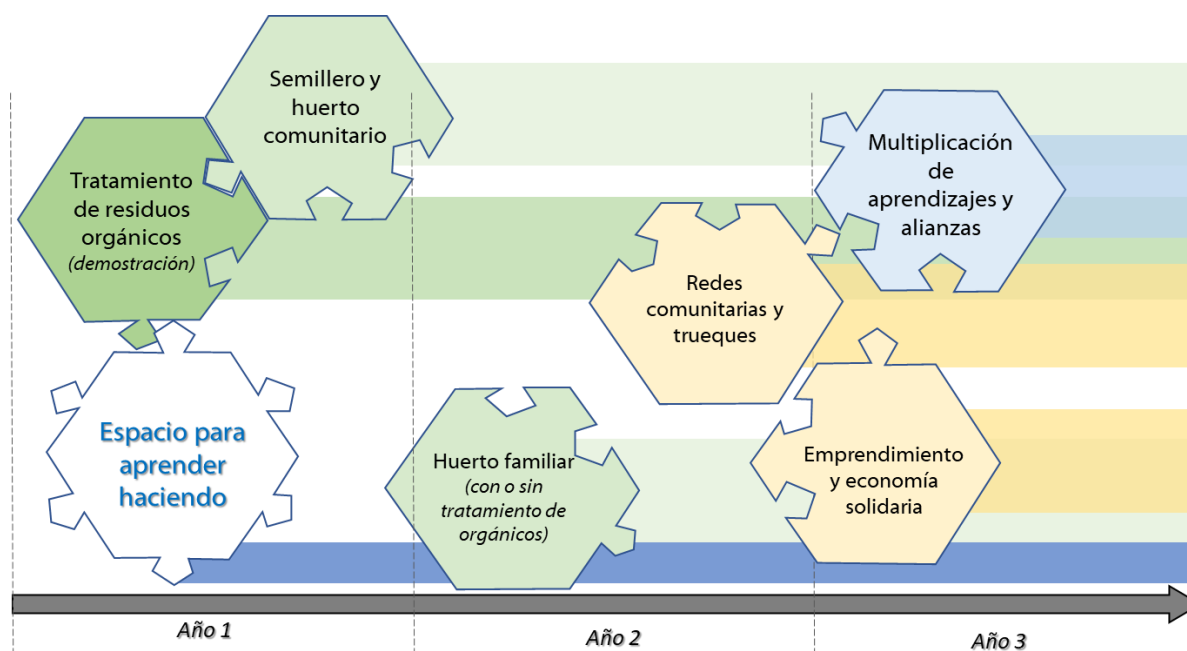 Semillero y
huerto
comunitario
Tratamiento
de residuos
orgánicos
(demostración)
Espacio para
aprender
haciendo
Huerto familiar
(con o sin
tratamiento de
orgánicos)
Redes
comunitarias y
trueques
Multiplicación
de
aprendizajes y
alianzas
Emprendimiento
y economía
solidaria
Año 1
Año 2
Año 3